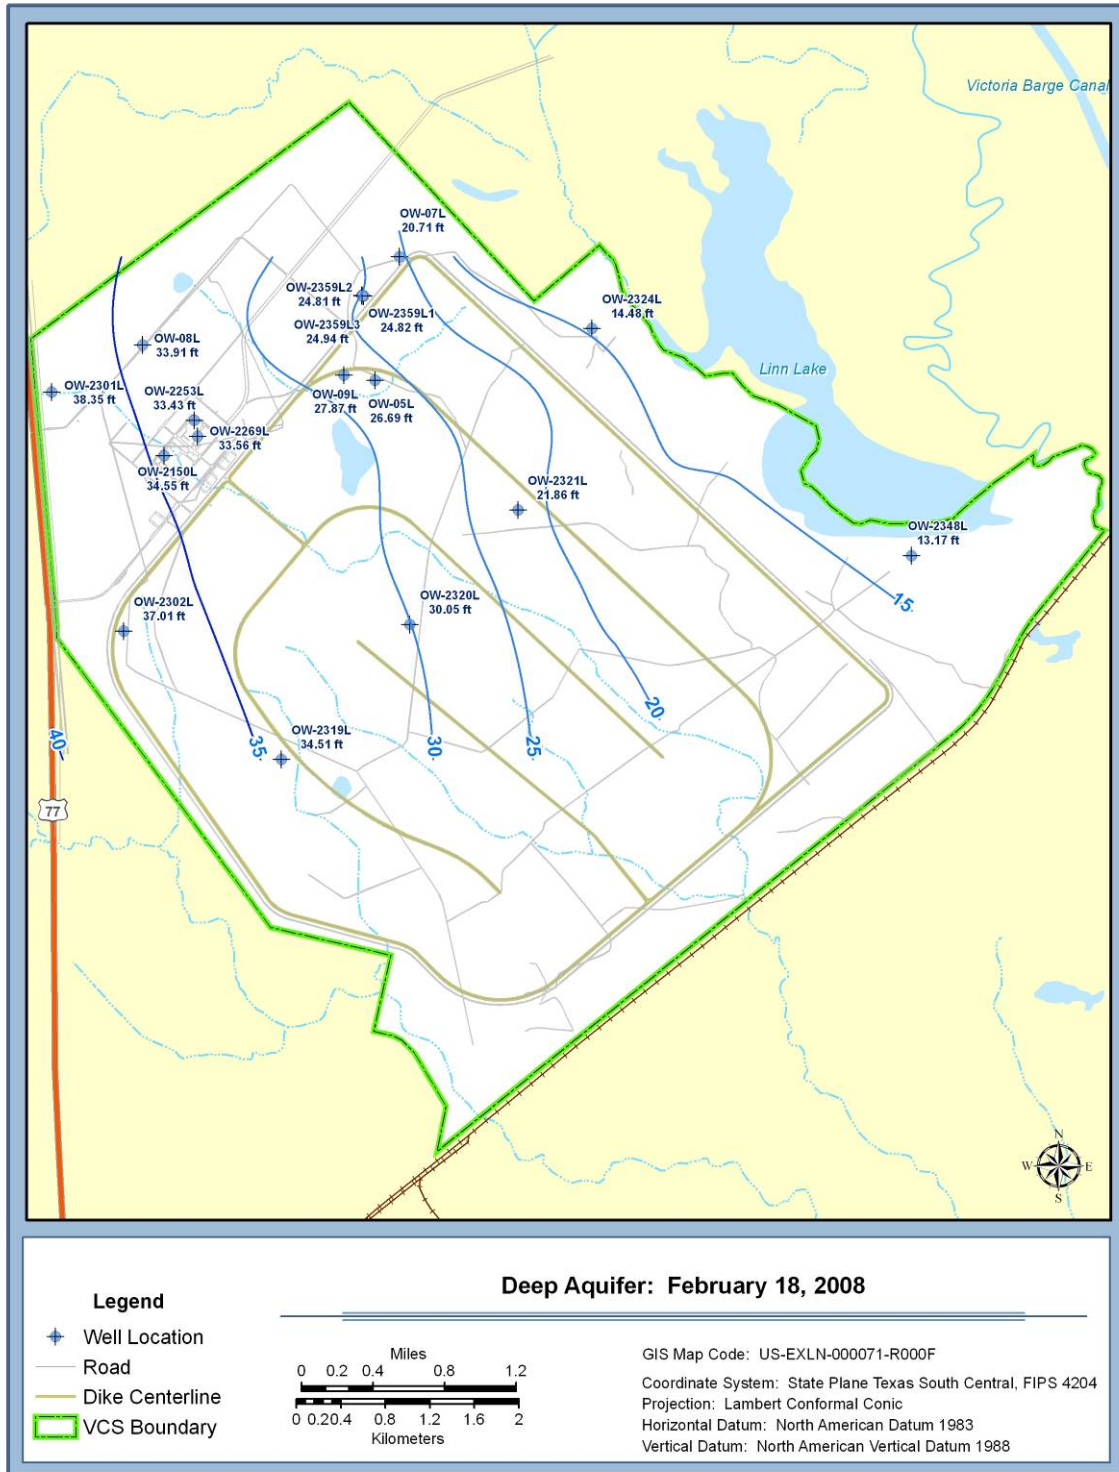 Victoria Barge Canal
OW-07L
20.71 ft
OW-2359L2
24.81 ft
OW-2359L1
24.82 ft
OW-2359L3
24.94 ft
OW-2324L
14.48 ft
OW-08L
33.91 ft
Linn Lake
OW-2301L
38.35 ft
OW-2253L
33.43 ft
OW-09L
27.87 ft
OW-05L
26.69 ft
OW-2269L
33.56 ft
OW-2150L
34.55 ft
OW-2321L
21.86 ft
OW-2348L
13.17 ft
OW-2302L
37.01 ft
OW-2320L
30.05 ft
15
20
OW-2319L
34.51 ft
40
35
30
25
77
N
W
E
S
Deep Aquifer: February 18, 2008
Legend
Well Location
Road
Dike Centerline
VCS Boundary
Miles
0 0.2 0.4 0.8 1.2
0 0.20.4 0.8 1.2 1.6 2
Kilometers
GIS Map Code: US-EXLN-000071-R000F
Coordinate System: State Plane Texas South Central, FIPS 4204
Projection: Lambert Conformal Conic
Horizontal Datum: North American Datum 1983
Vertical Datum: North American Vertical Datum 1988